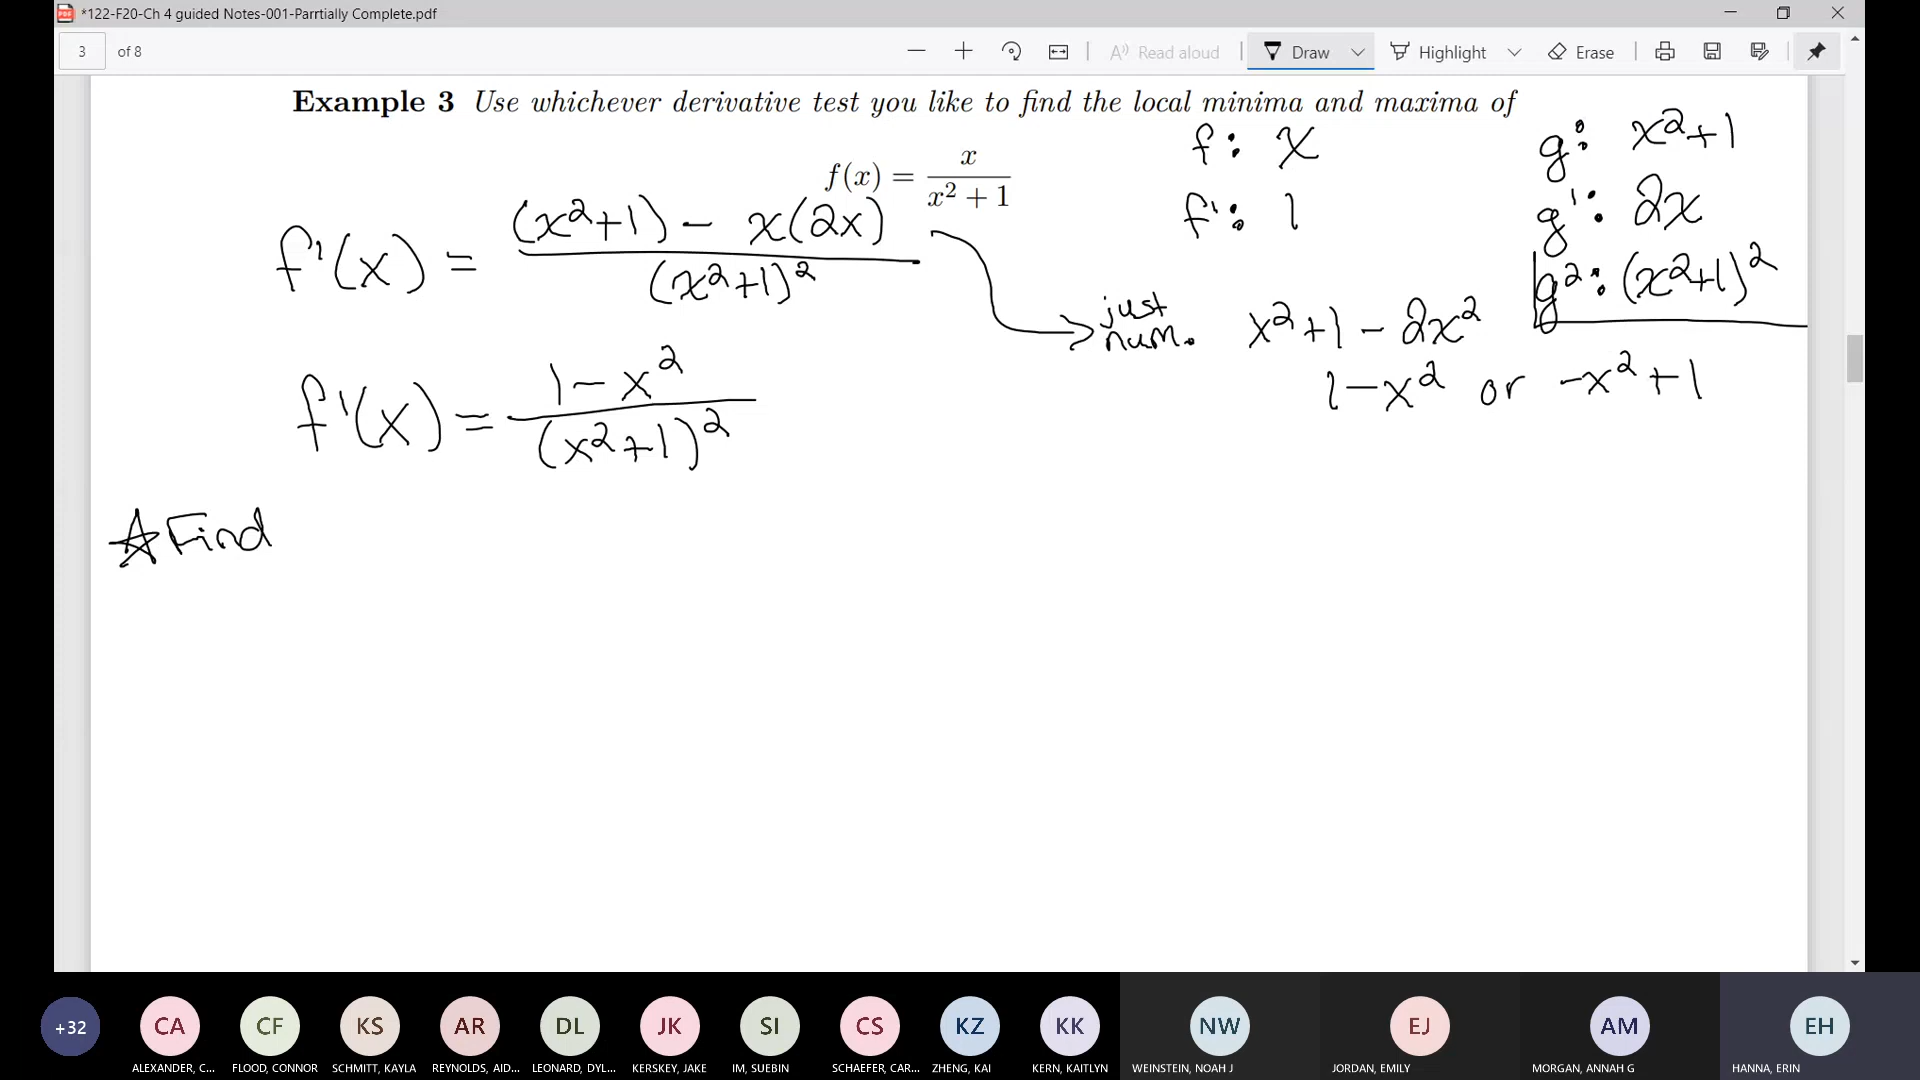 *122-F20-Ch 4 guided Notes-001-Parrtially Complete.pdf
3 of 8
Read aloud
Draw
Highlight
Erase
Example 3 Use whichever derivative test you like to find the local minima and maxima of
f(x) = x / (x² + 1)
f: x
g: x²+1
f': 1
g': 2x
g²: (x²+1)²
f'(x) = ((x²+1) - x(2x)) / (x²+1)²
just num. x²+1 - 2x²
1-x² or -x²+1
f'(x) = (1-x²) / (x²+1)²
☆Find
+32
CA
CF
KS
AR
DL
JK
SI
CS
KZ
KK
NW
EJ
AM
EH
ALEXANDER, C...
FLOOD, CONNOR
SCHMITT, KAYLA
REYNOLDS, AID...
LEONARD, DYL...
KERSKEY, JAKE
IM, SUEBIN
SCHAEFER, CAR...
ZHENG, KAI
KERN, KAITLYN
WEINSTEIN, NOAH J
JORDAN, EMILY
MORGAN, ANNAH G
HANNA, ERIN